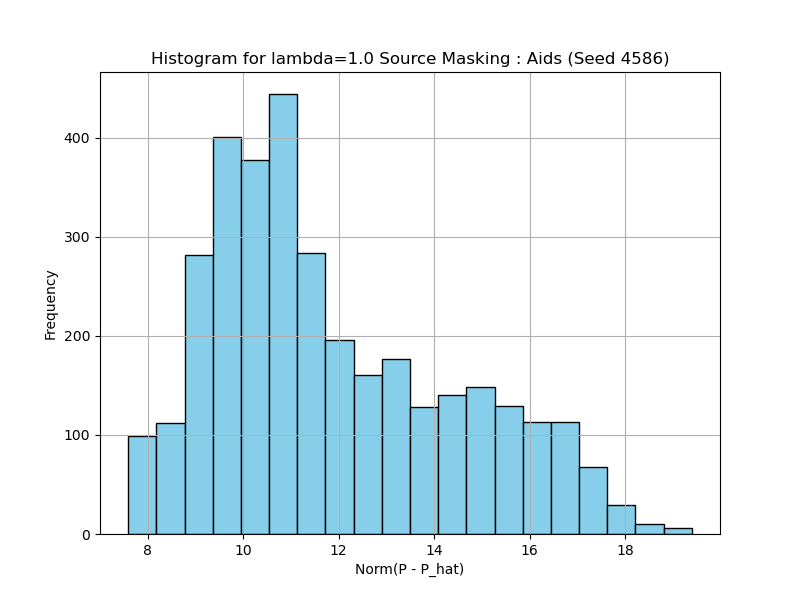 Histogram for lambda=1.0 Source Masking : Aids (Seed 4586)
400
300
200
100
0
Frequency
8 10 12 14 16 18
Norm(P - P_hat)